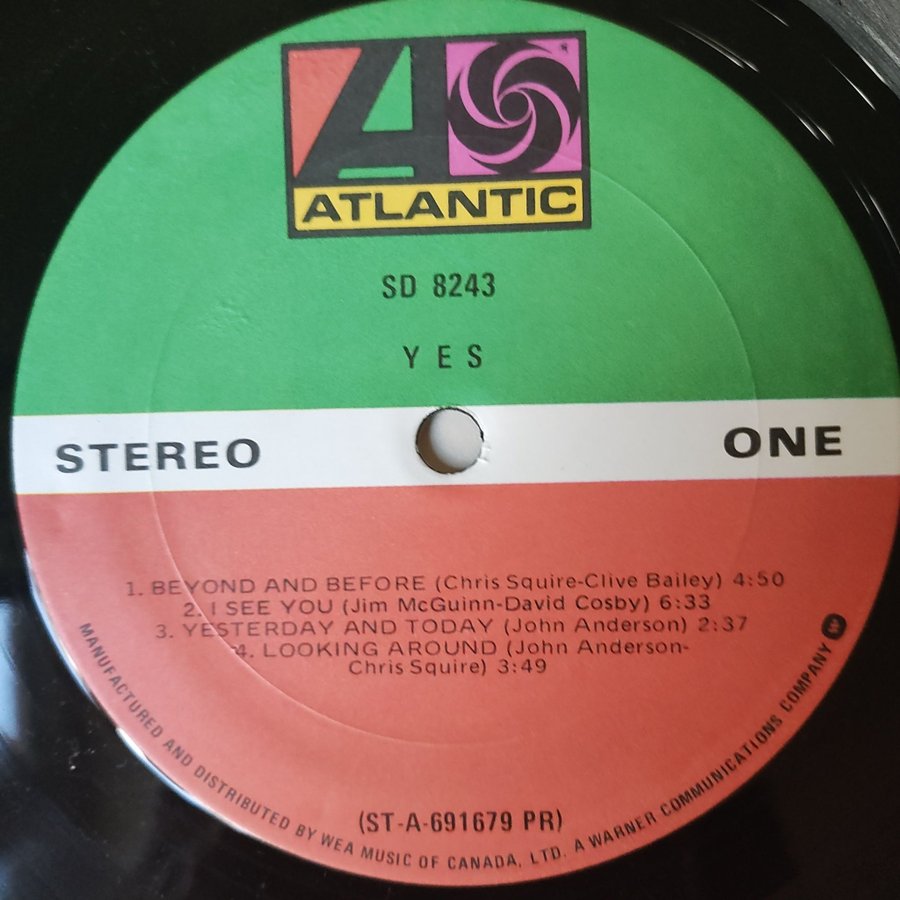 ATLANTIC
SD 8243
YES
STEREO
ONE
1. BEYOND AND BEFORE (Chris Squire-Clive Bailey) 4:50
2. I SEE YOU (Jim McGuinn-David Cosby) 6:33
3. YESTERDAY AND TODAY (John Anderson) 2:37
4. LOOKING AROUND (John Anderson-
Chris Squire) 3:49
(ST-A-691679 PR)
MANUFACTURED AND DISTRIBUTED BY WEA MUSIC OF CANADA, LTD. A WARNER COMMUNICATIONS COMPANY